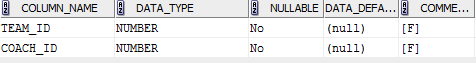 COLUMN_NAME DATA_TYPE NULLABLE DATA_DEFA... COMME...
TEAM_ID NUMBER No (null) [F]
COACH_ID NUMBER No (null) [F]